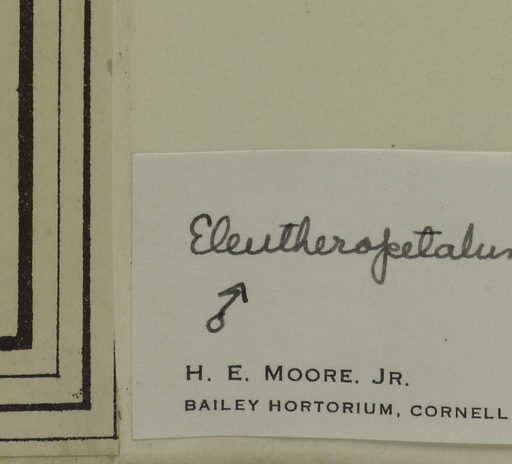 Eleutheropetalum
♂
H. E. MOORE. JR.
BAILEY HORTORIUM, CORNELL